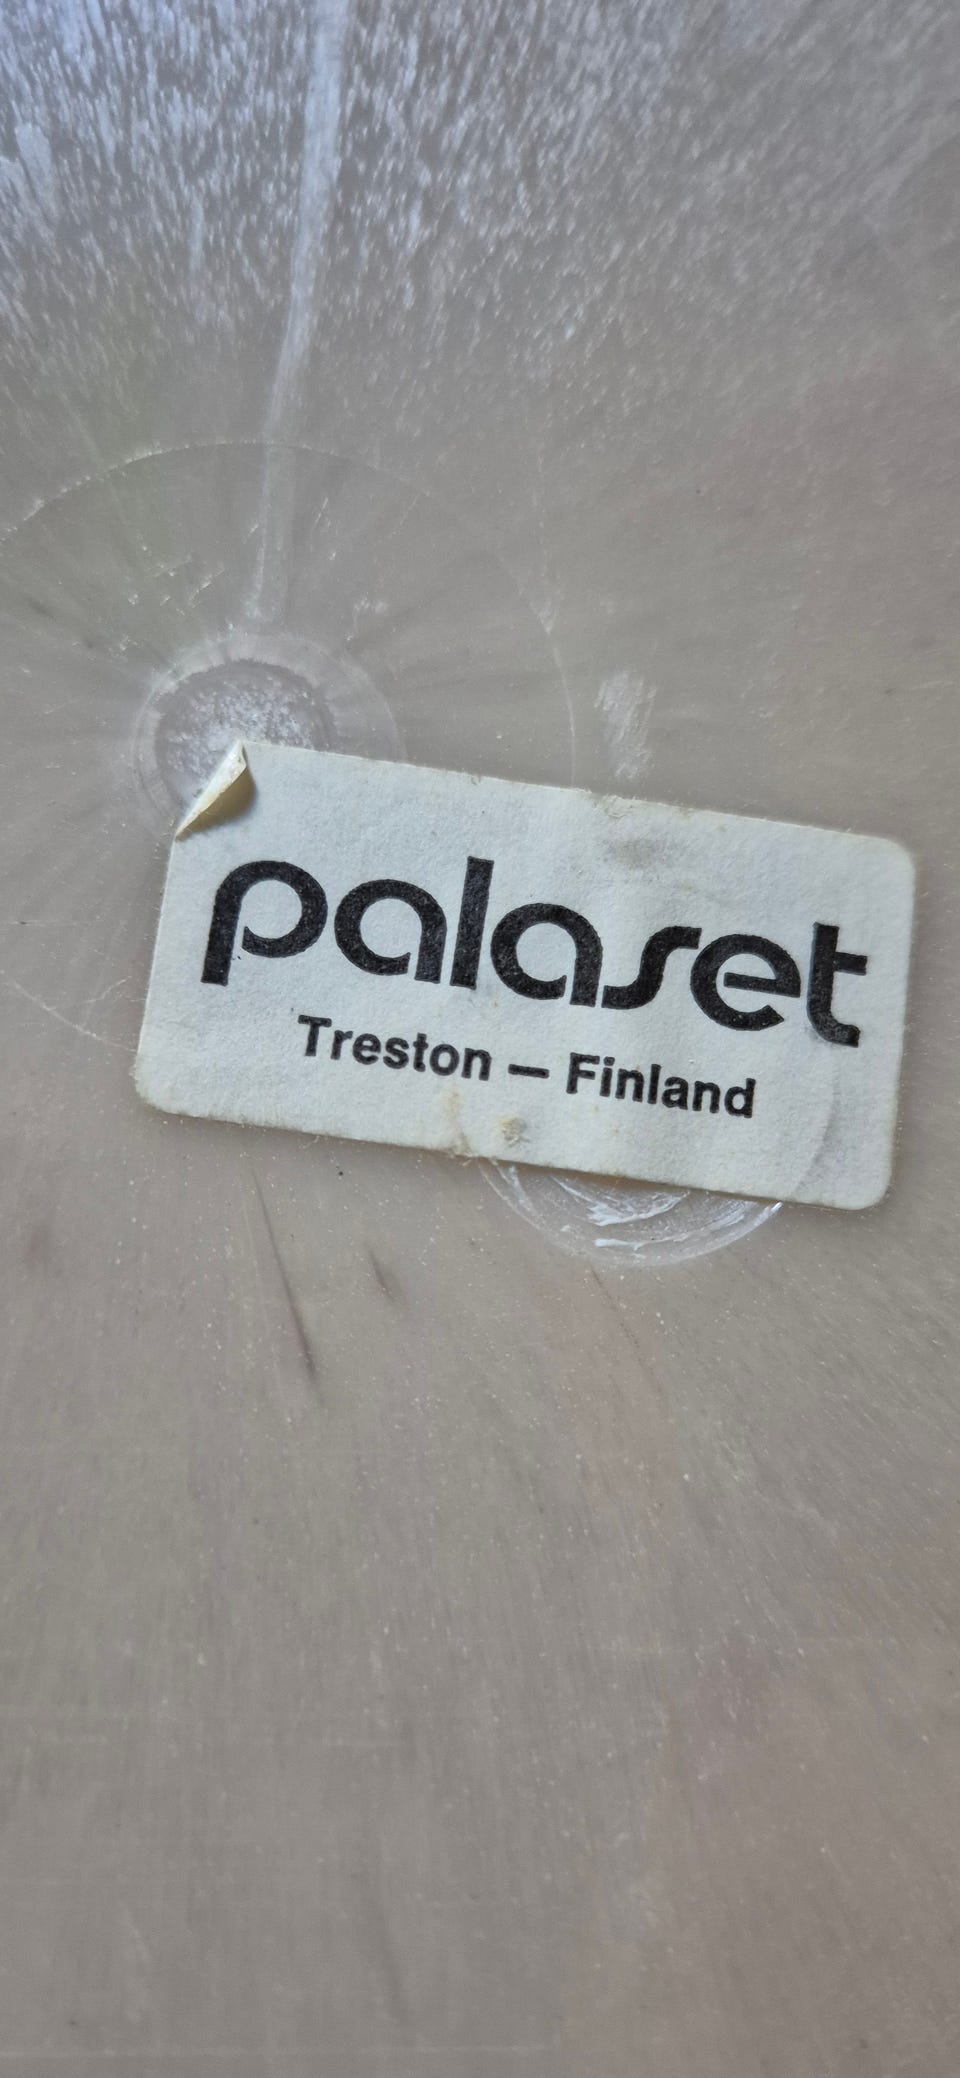 palaset
Treston — Finland